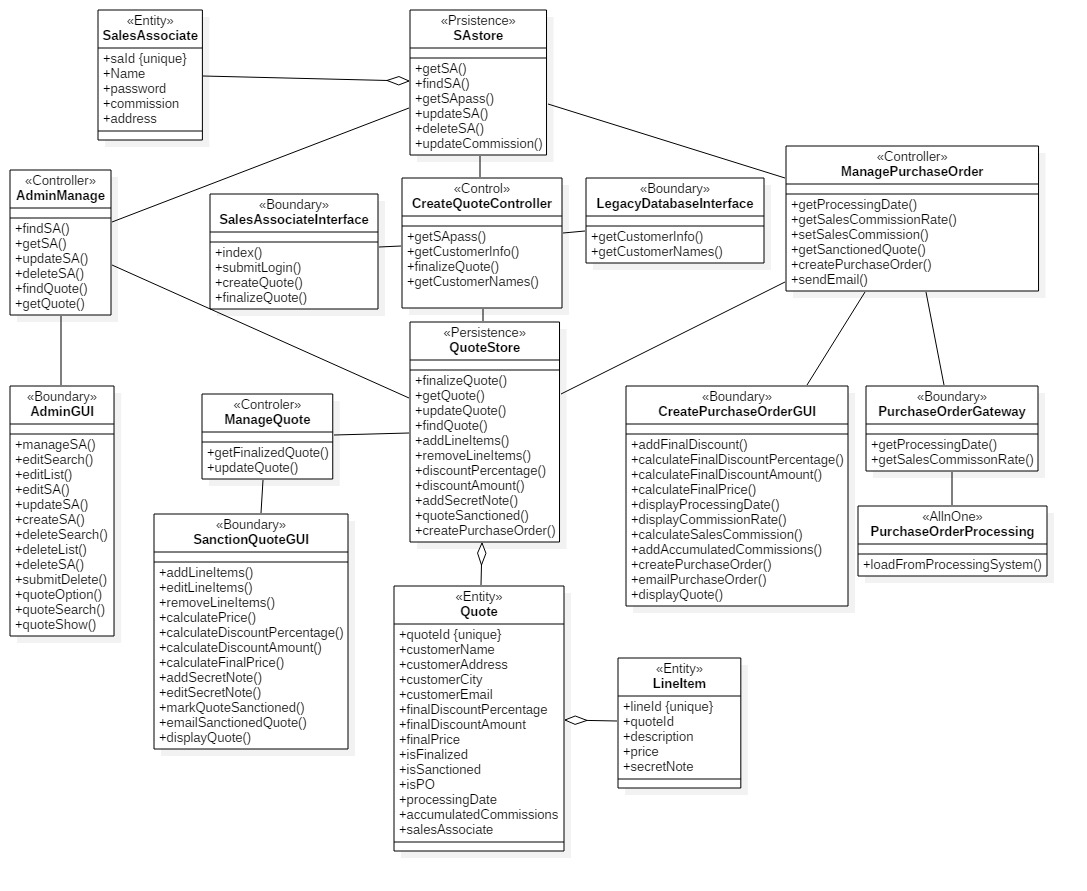 «Entity»
SalesAssociate
+saId {unique}
+Name
+password
+commission
+address
«Prsistence»
SAstore
+getSA()
+findSA()
+getSApass()
+updateSA()
+deleteSA()
+updateCommission()
«Controller»
ManagePurchaseOrder
+getProcessingDate()
+getSalesCommissionRate()
+setSalesCommission()
+getSanctionedQuote()
+createPurchaseOrder()
+sendEmail()
«Controller»
AdminManage
+findSA()
+getSA()
+updateSA()
+deleteSA()
+findQuote()
+getQuote()
«Boundary»
SalesAssociateInterface
+index()
+submitLogin()
+createQuote()
+finalizeQuote()
«Control»
CreateQuoteController
+getSApass()
+getCustomerInfo()
+finalizeQuote()
+getCustomerNames()
«Boundary»
LegacyDatabaseInterface
+getCustomerInfo()
+getCustomerNames()
«Persistence»
QuoteStore
+finalizeQuote()
+getQuote()
+updateQuote()
+findQuote()
+addLineItems()
+removeLineItems()
+discountPercentage()
+discountAmount()
+addSecretNote()
+quoteSanctioned()
+createPurchaseOrder()
«Boundary»
AdminGUI
+manageSA()
+editSearch()
+editList()
+editSA()
+updateSA()
+createSA()
+deleteSearch()
+deleteList()
+deleteSA()
+submitDelete()
+quoteOption()
+quoteSearch()
+quoteShow()
«Controler»
ManageQuote
+getFinalizedQuote()
+updateQuote()
«Boundary»
CreatePurchaseOrderGUI
+addFinalDiscount()
+calculateFinalDiscountPercentage()
+calculateFinalDiscountAmount()
+calculateFinalPrice()
+displayProcessingDate()
+displayCommissionRate()
+calculateSalesCommission()
+addAccumulatedCommissions()
+createPurchaseOrder()
+emailPurchaseOrder()
+displayQuote()
«Boundary»
PurchaseOrderGateway
+getProcessingDate()
+getSalesCommissonRate()
«AllnOne»
PurchaseOrderProcessing
+loadFromProcessingSystem()
«Boundary»
SanctionQuoteGUI
+addLineItems()
+editLineItems()
+removeLineItems()
+calculatePrice()
+calculateDiscountPercentage()
+calculateDiscountAmount()
+calculateFinalPrice()
+addSecretNote()
+editSecretNote()
+markQuoteSanctioned()
+emailSanctionedQuote()
+displayQuote()
«Entity»
Quote
+quoteId {unique}
+customerName
+customerAddress
+customerCity
+customerEmail
+finalDiscountPercentage
+finalDiscountAmount
+finalPrice
+isFinalized
+isSanctioned
+isPO
+processingDate
+accumulatedCommissions
+salesAssociate
«Entity»
LineItem
+lineId {unique}
+quoteId
+description
+price
+secretNote